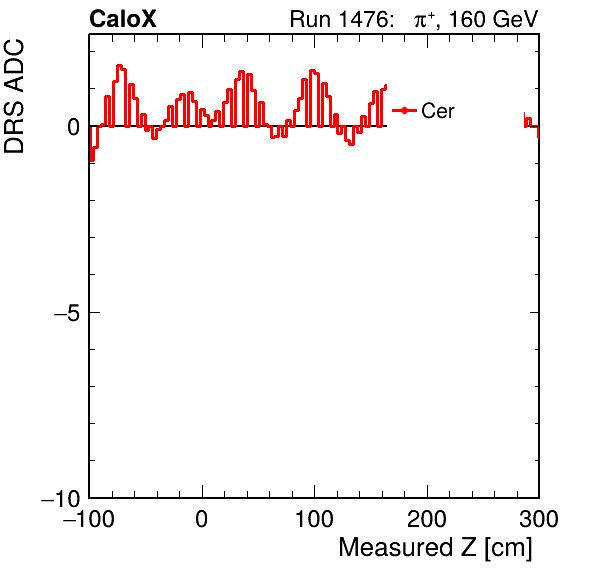 CaloX Run 1476: π⁺, 160 GeV
DRS ADC
Cer
0
−5
−10
−100 0 100 200 300
Measured Z [cm]